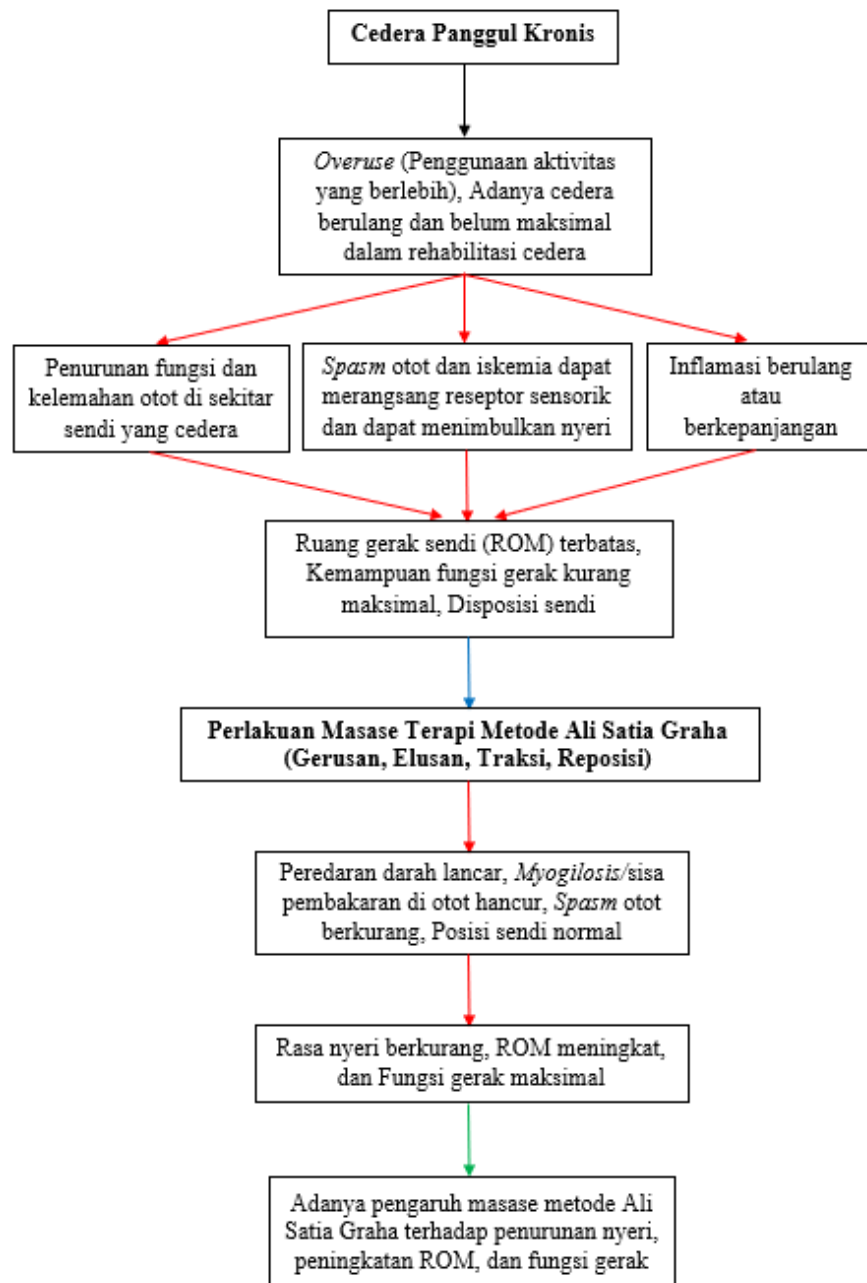 Cedera Panggul Kronis
Overuse (Penggunaan aktivitas
yang berlebih), Adanya cedera
berulang dan belum maksimal
dalam rehabilitasi cedera
Penurunan fungsi dan
kelemahan otot di sekitar
sendi yang cedera
Spasm otot dan iskemia dapat
merangsang reseptor sensorik
dan dapat menimbulkan nyeri
Inflamasi berulang
atau
berkepanjangan
Ruang gerak sendi (ROM) terbatas,
Kemampuan fungsi gerak kurang
maksimal, Disposisi sendi
Perlakuan Masase Terapi Metode Ali Satia Graha
(Gerusan, Elusan, Traksi, Reposisi)
Peredaran darah lancar, Myogilosis/sisa
pembakaran di otot hancur, Spasm otot
berkurang, Posisi sendi normal
Rasa nyeri berkurang, ROM meningkat,
dan Fungsi gerak maksimal
Adanya pengaruh masase metode Ali
Satia Graha terhadap penurunan nyeri,
peningkatan ROM, dan fungsi gerak